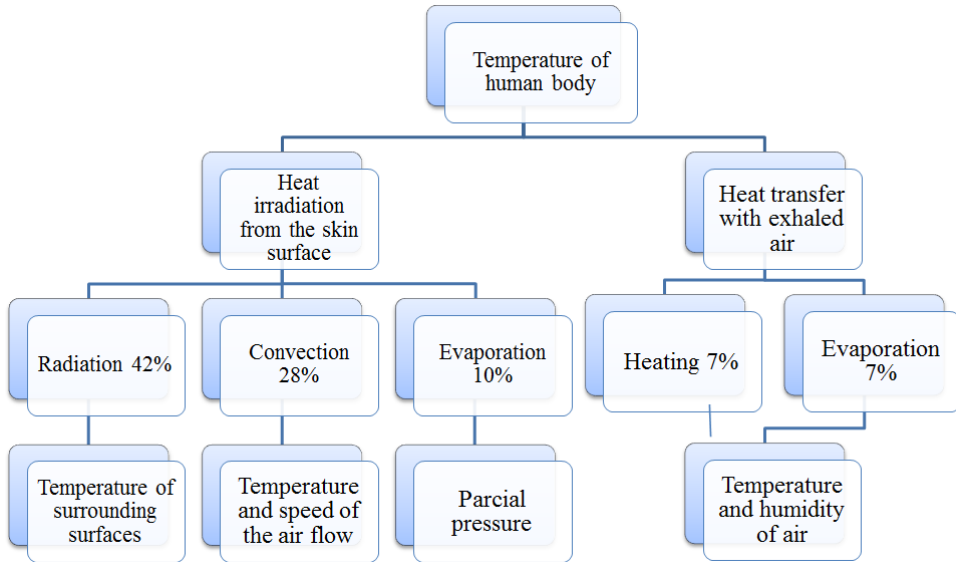 Temperature of
human body
Heat
irradiation
from the skin
surface
Heat transfer
with exhaled
air
Radiation 42%
Convection
28%
Evaporation
10%
Heating 7%
Evaporation
7%
Temperature of
surrounding
surfaces
Temperature
and speed of
the air flow
Parcial
pressure
Temperature
and humidity
of air